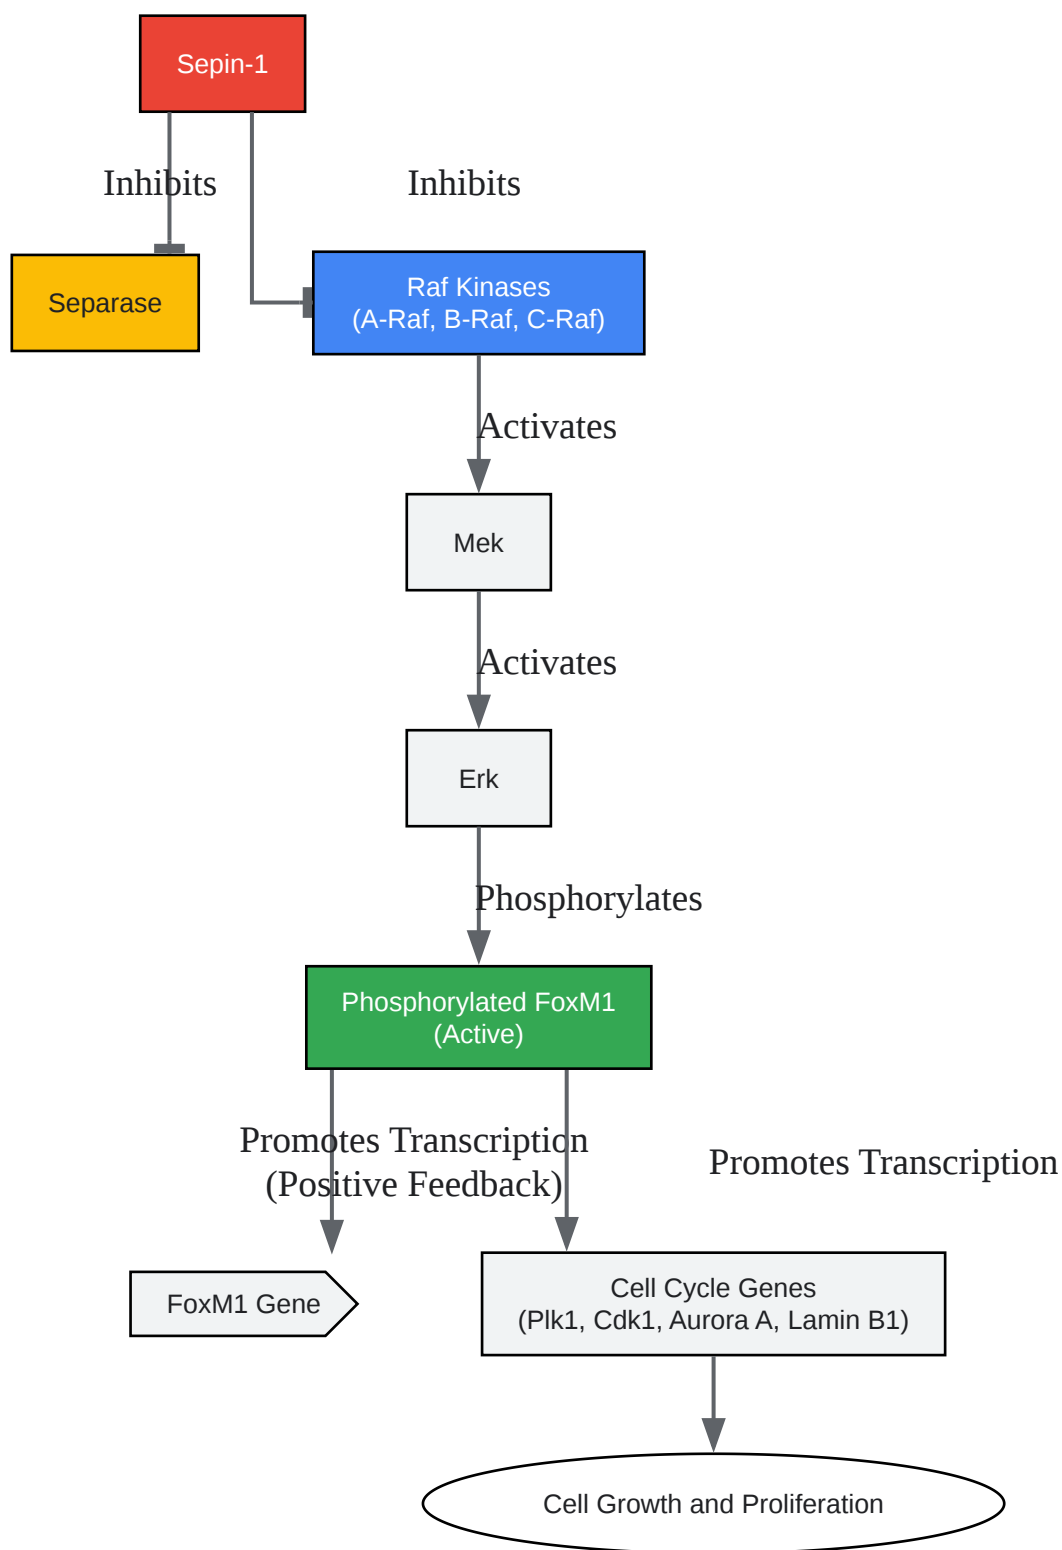 Sepin-1
Inhibits
Inhibits
Separase
Raf Kinases
(A-Raf, B-Raf, C-Raf)
Activates
Mek
Activates
Erk
Phosphorylates
Phosphorylated FoxM1
(Active)
Promotes Transcription
(Positive Feedback)
Promotes Transcription
FoxM1 Gene
Cell Cycle Genes
(Plk1, Cdk1, Aurora A, Lamin B1)
Cell Growth and Proliferation